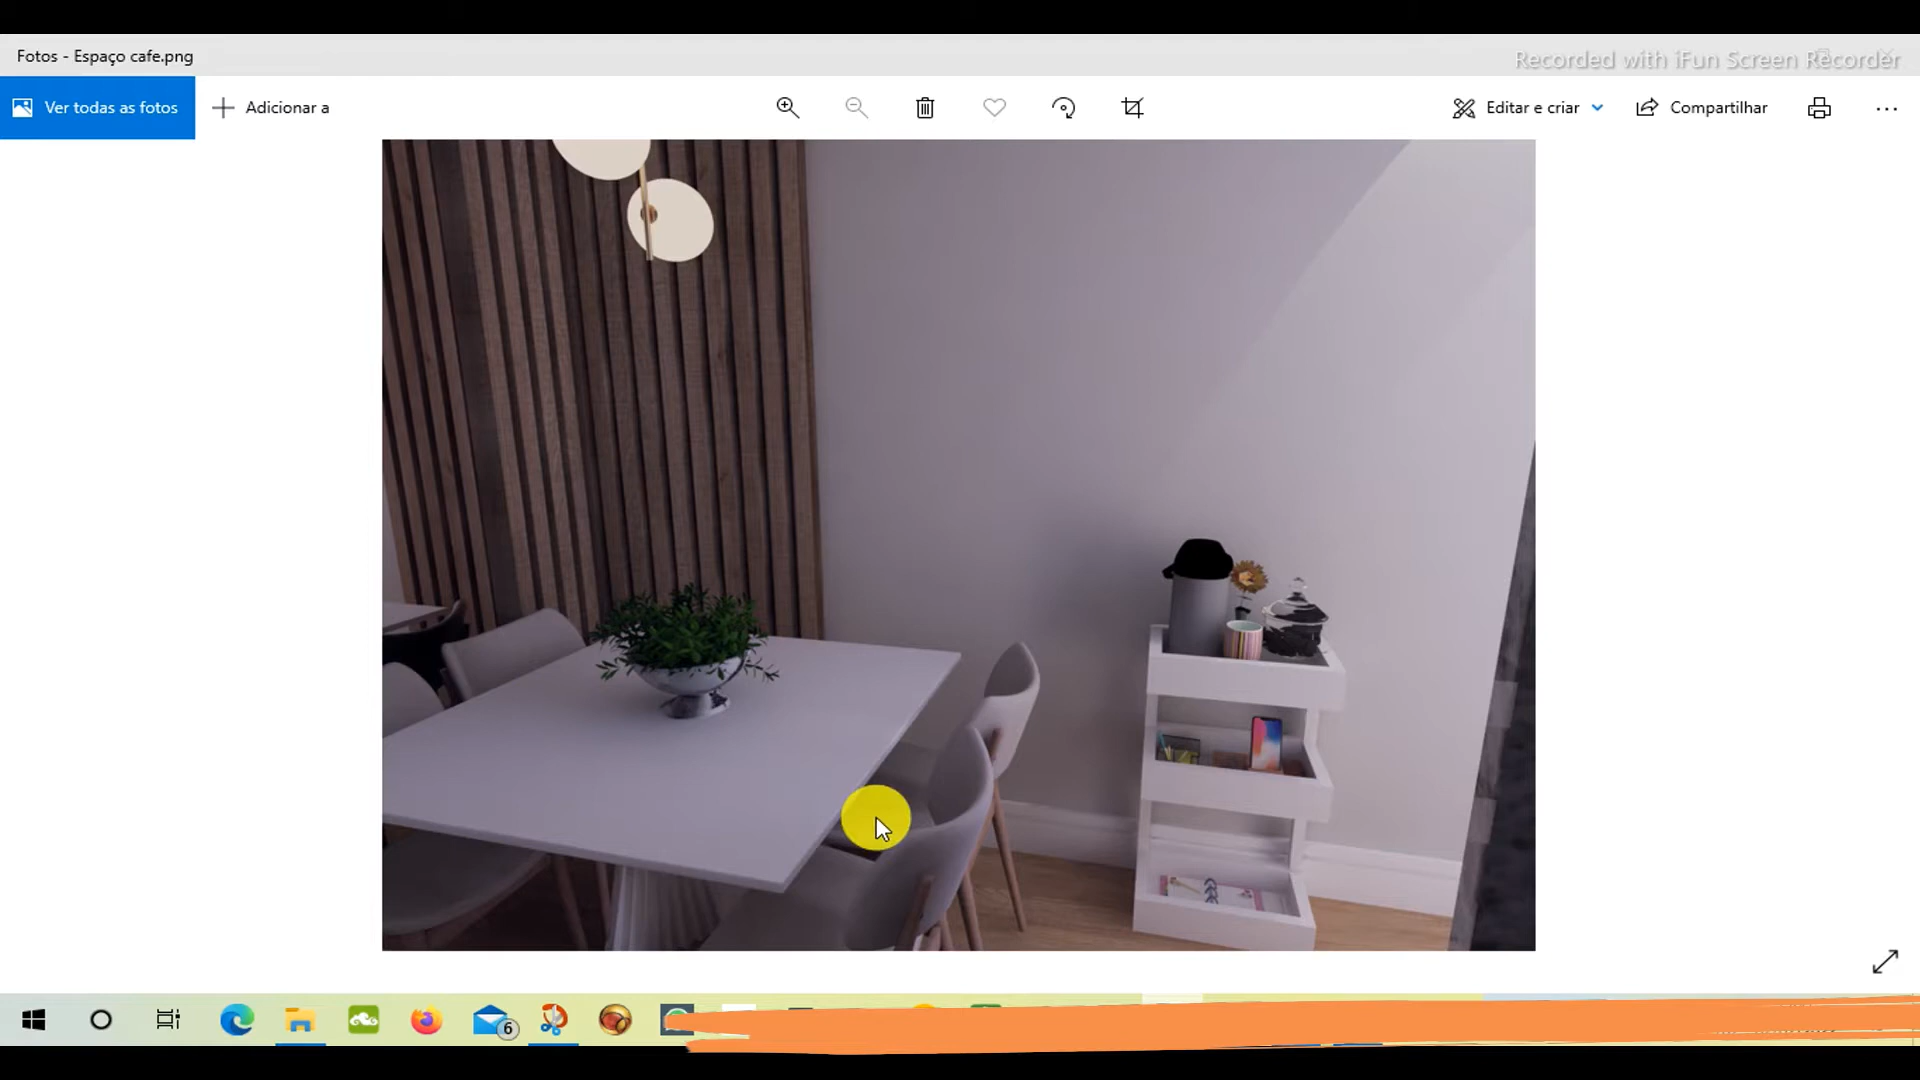 Fotos - Espaço cafe.png
Recorded with iFun Screen Recorder
Ver todas as fotos
Adicionar a
Editar e criar
Compartilhar
6